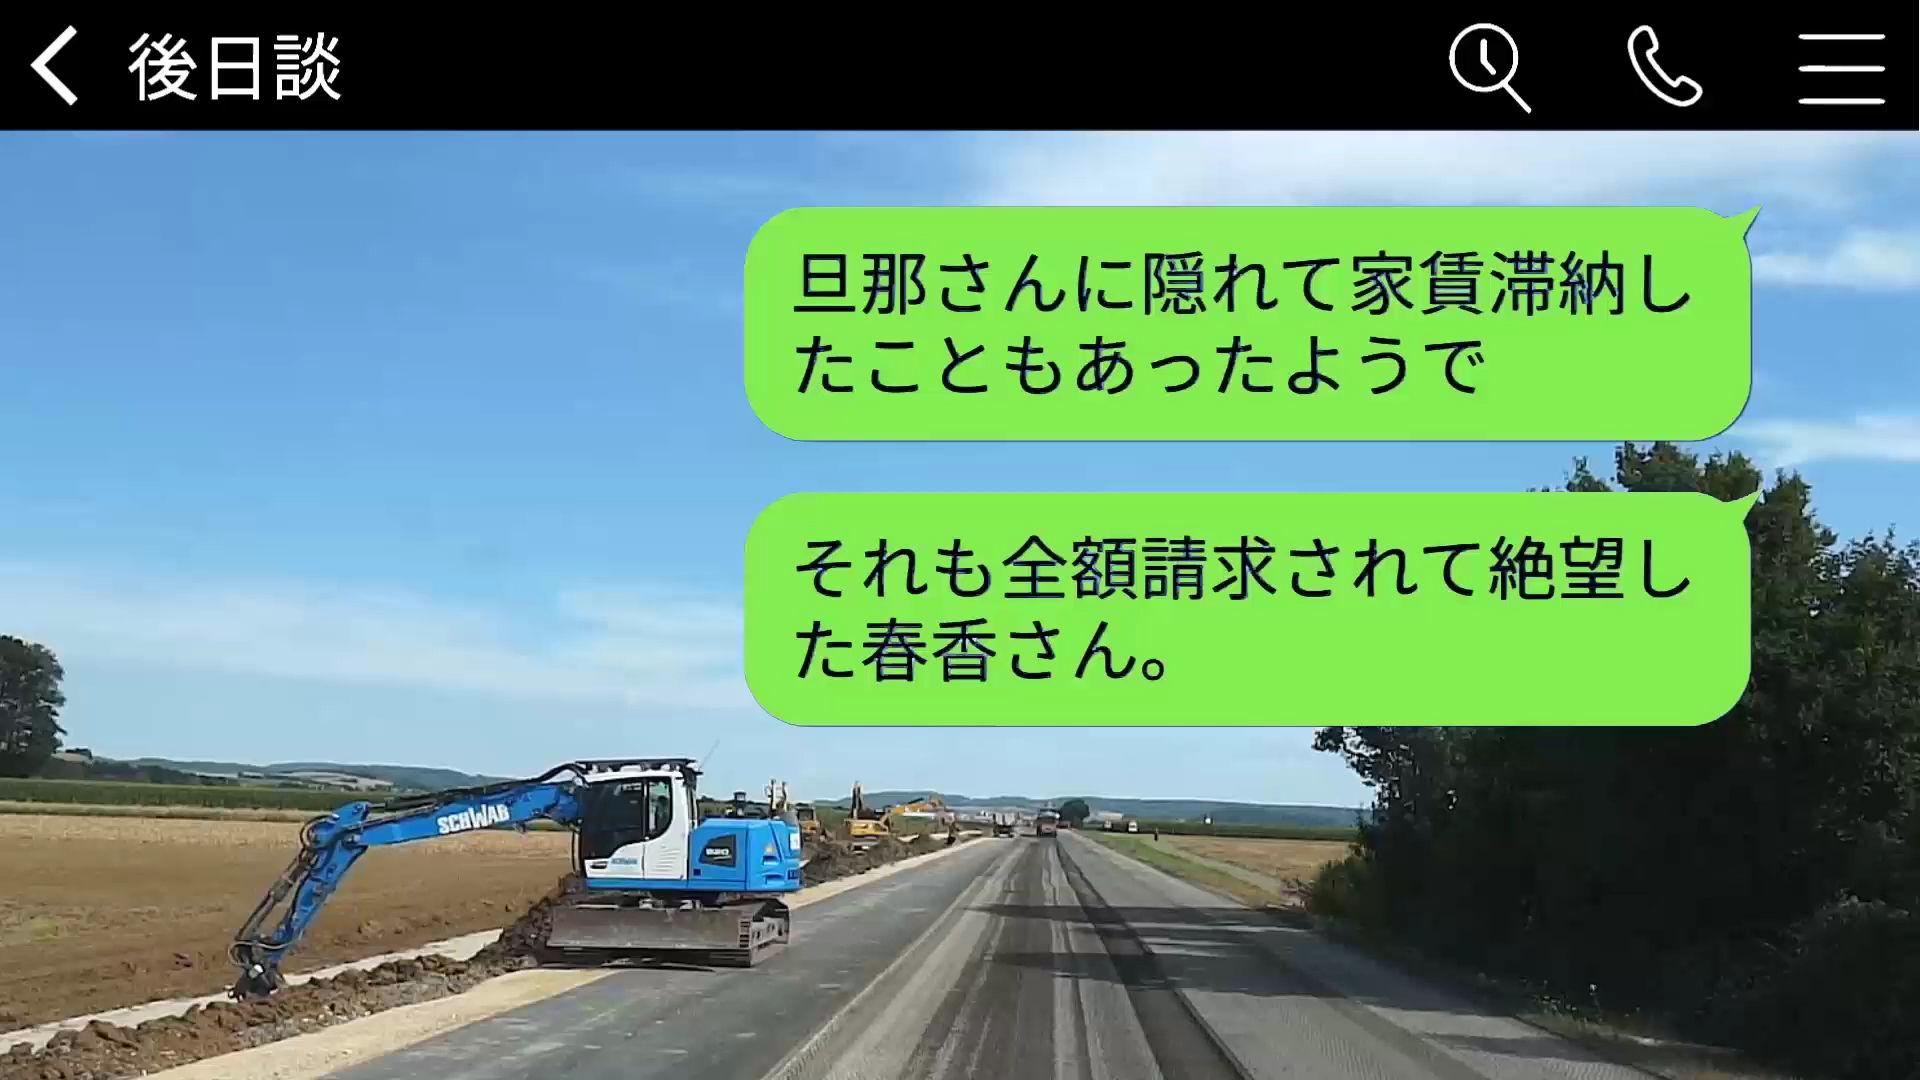 後日談
旦那さんに隠れて家賃滞納し
たこともあったようで
それも全額請求されて絶望し
た春香さん。
SCHWAB